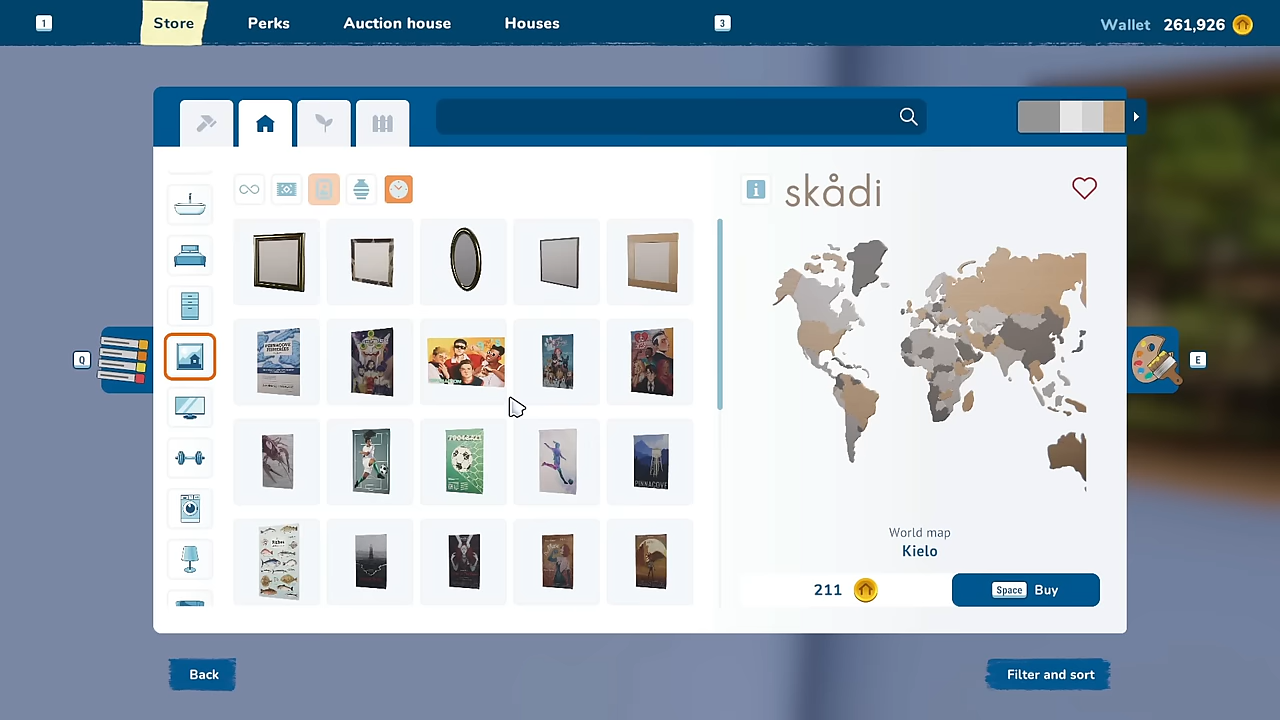 1
Store
Perks
Auction house
Houses
3
Wallet 261,926
skådi
Q
E
PINNACOVE
World map
Kielo
211
Space Buy
Back
Filter and sort